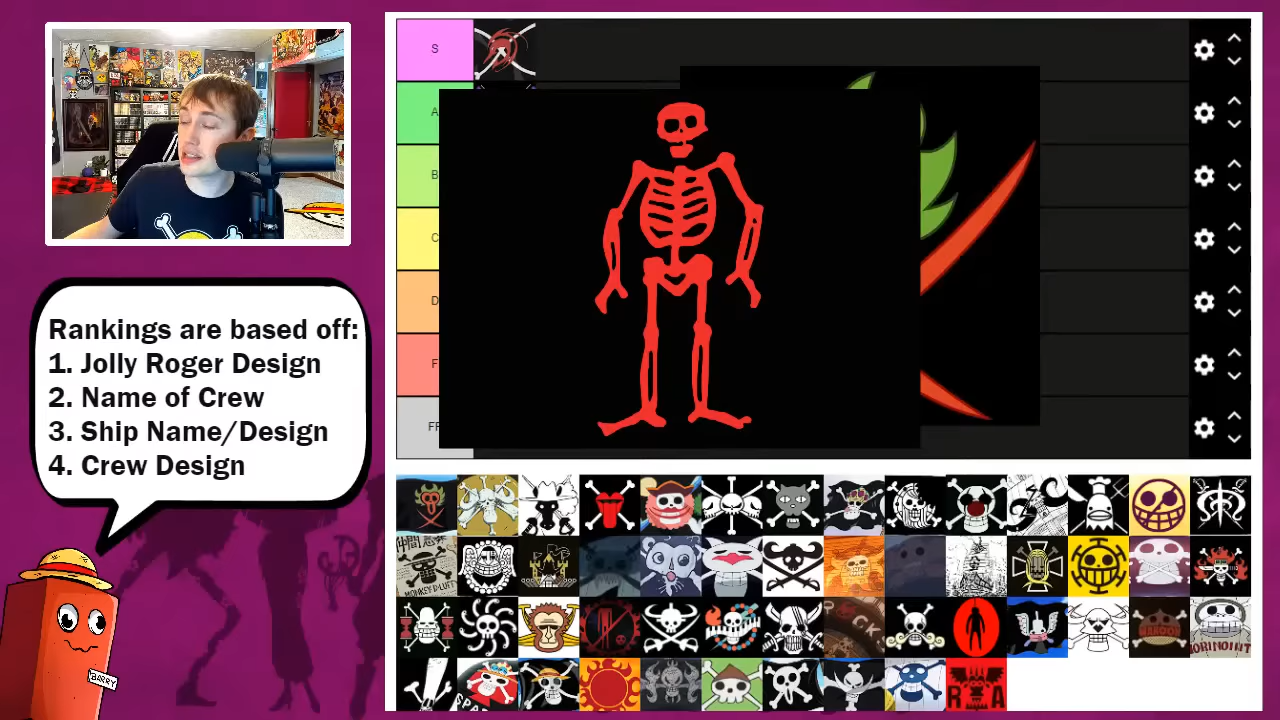 S
A
B
C
D
F
Rankings are based off:
1. Jolly Roger Design
2. Name of Crew
3. Ship Name/Design
4. Crew Design
BARRY
R A